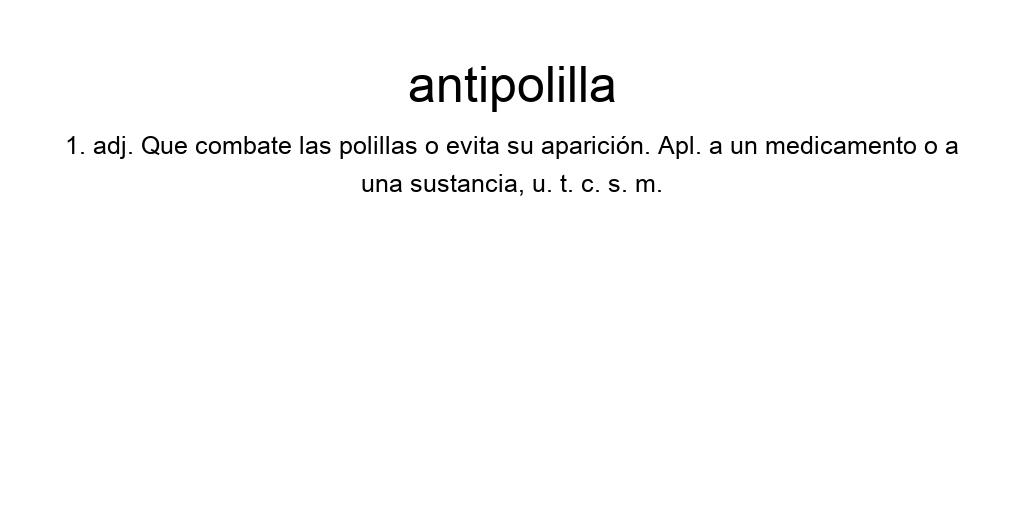 antipolilla
1. adj. Que combate las polillas o evita su aparición. Apl. a un medicamento o a
una sustancia, u. t. c. s. m.